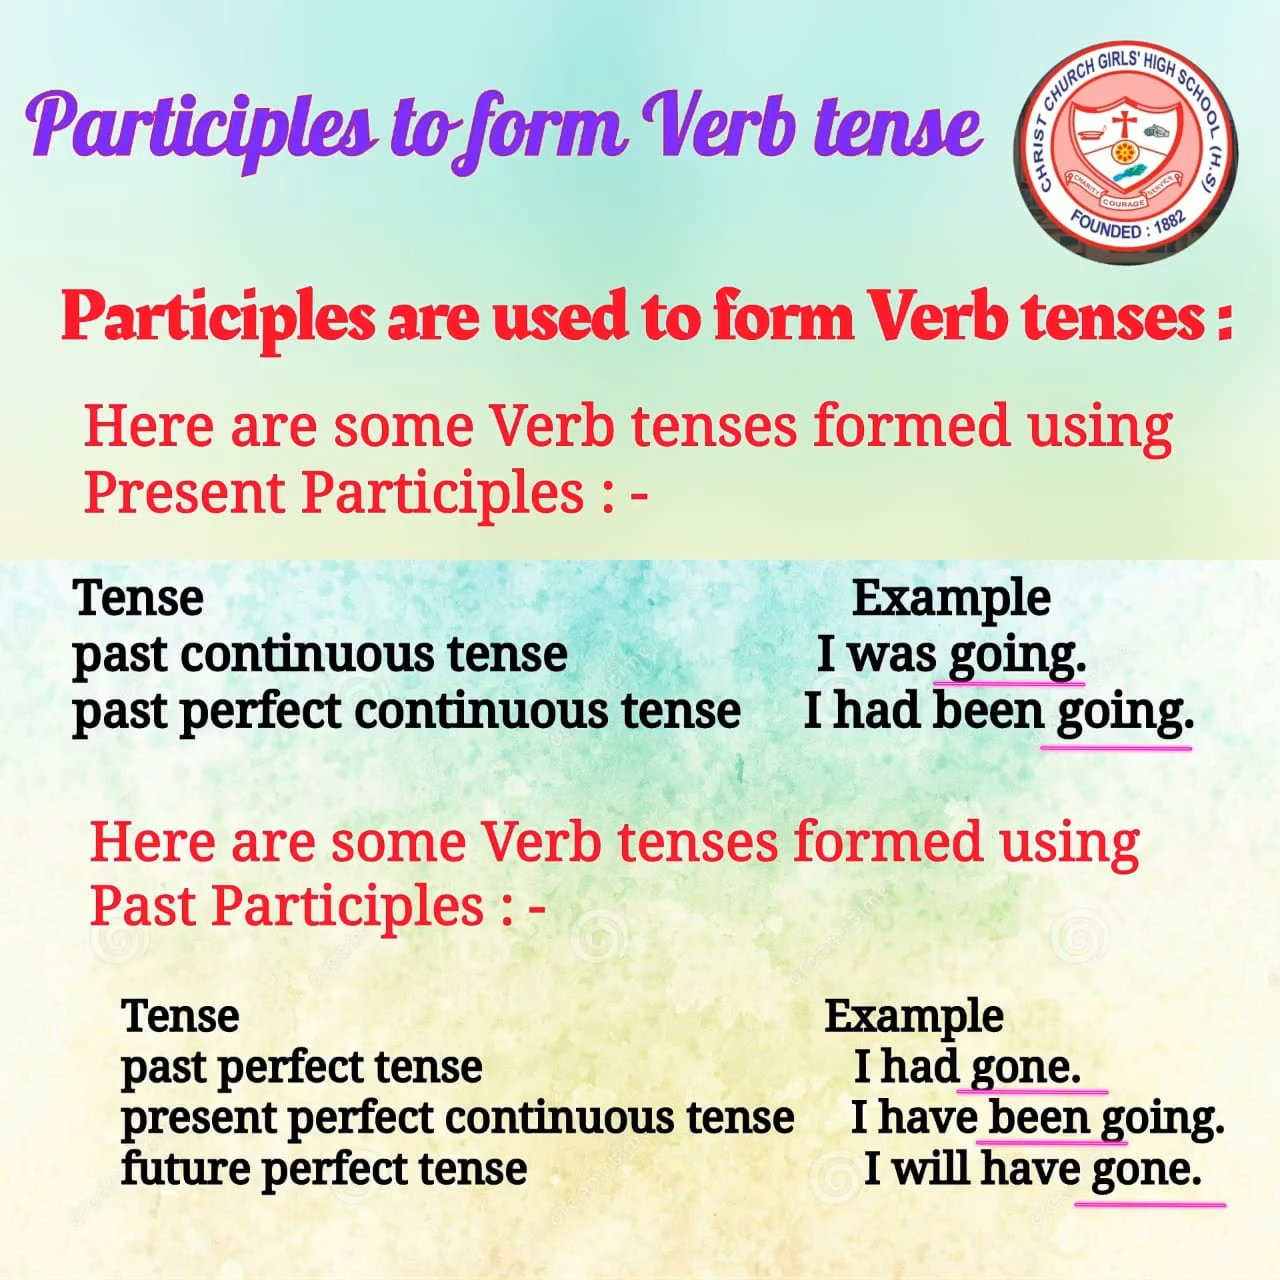 Participles to form Verb tense
CHRIST CHURCH GIRLS' HIGH SCHOOL (H.S)
CHARITY
COURAGE
SERVICE
FOUNDED : 1882
Participles are used to form Verb tenses :
Here are some Verb tenses formed using
Present Participles : -
Tense Example
past continuous tense I was going.
past perfect continuous tense I had been going.
Here are some Verb tenses formed using
Past Participles : -
Tense Example
past perfect tense I had gone.
present perfect continuous tense I have been going.
future perfect tense I will have gone.